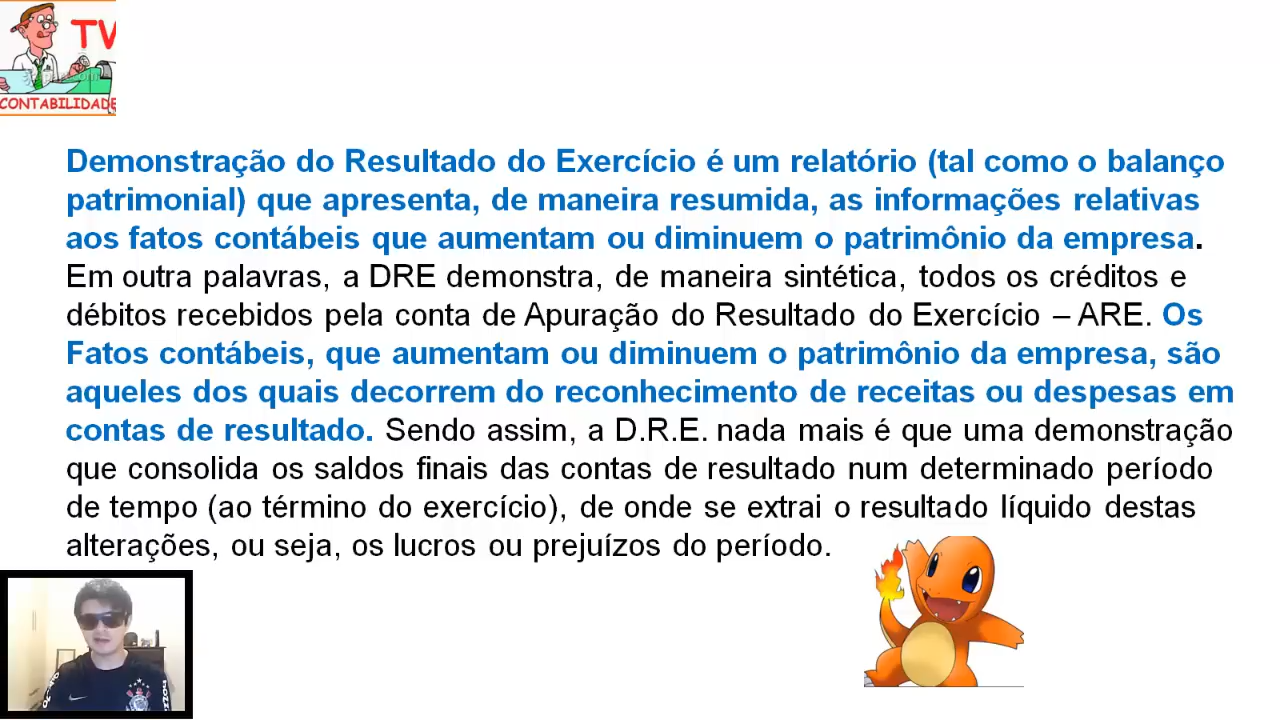 TV
CONTABILIDADE
Demonstração do Resultado do Exercício é um relatório (tal como o balanço
patrimonial) que apresenta, de maneira resumida, as informações relativas
aos fatos contábeis que aumentam ou diminuem o patrimônio da empresa.
Em outra palavras, a DRE demonstra, de maneira sintética, todos os créditos e
débitos recebidos pela conta de Apuração do Resultado do Exercício – ARE. Os
Fatos contábeis, que aumentam ou diminuem o patrimônio da empresa, são
aqueles dos quais decorrem do reconhecimento de receitas ou despesas em
contas de resultado. Sendo assim, a D.R.E. nada mais é que uma demonstração
que consolida os saldos finais das contas de resultado num determinado período
de tempo (ao término do exercício), de onde se extrai o resultado líquido destas
alterações, ou seja, os lucros ou prejuízos do período.